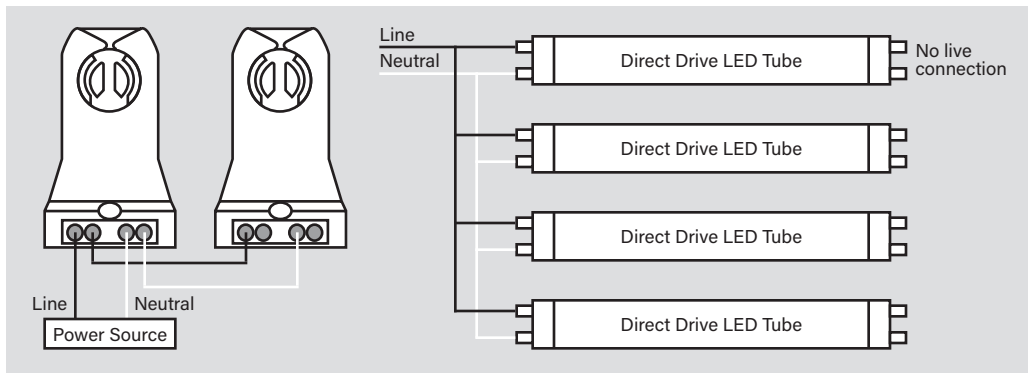 Line
Neutral
Direct Drive LED Tube
No live
connection
Direct Drive LED Tube
Direct Drive LED Tube
Line
Neutral
Direct Drive LED Tube
Power Source